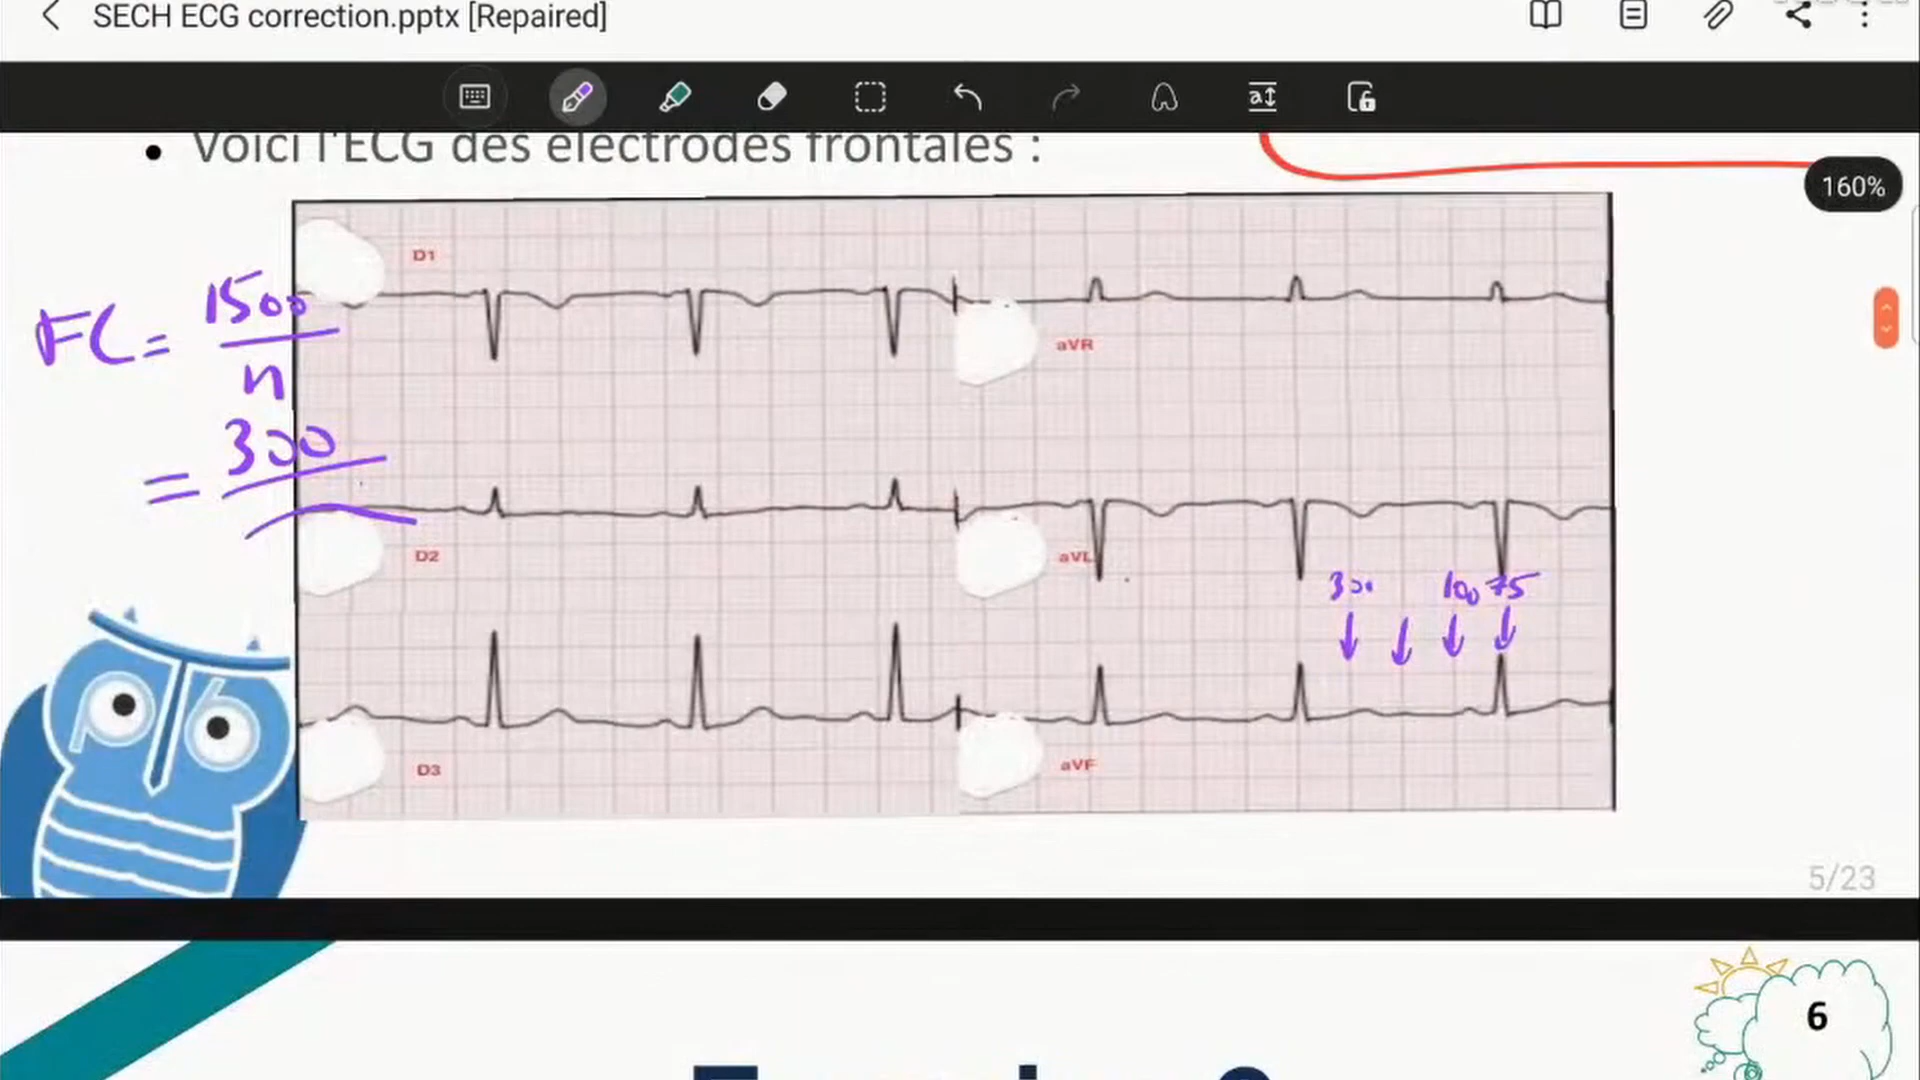 SECH ECG correction.pptx [Repaired]
Voici l'ECG des électrodes frontales :
160%
D1
FC = 1500
n
= 300
aVR
D2
aVL
300 100 75
D3
aVF
5/23
6